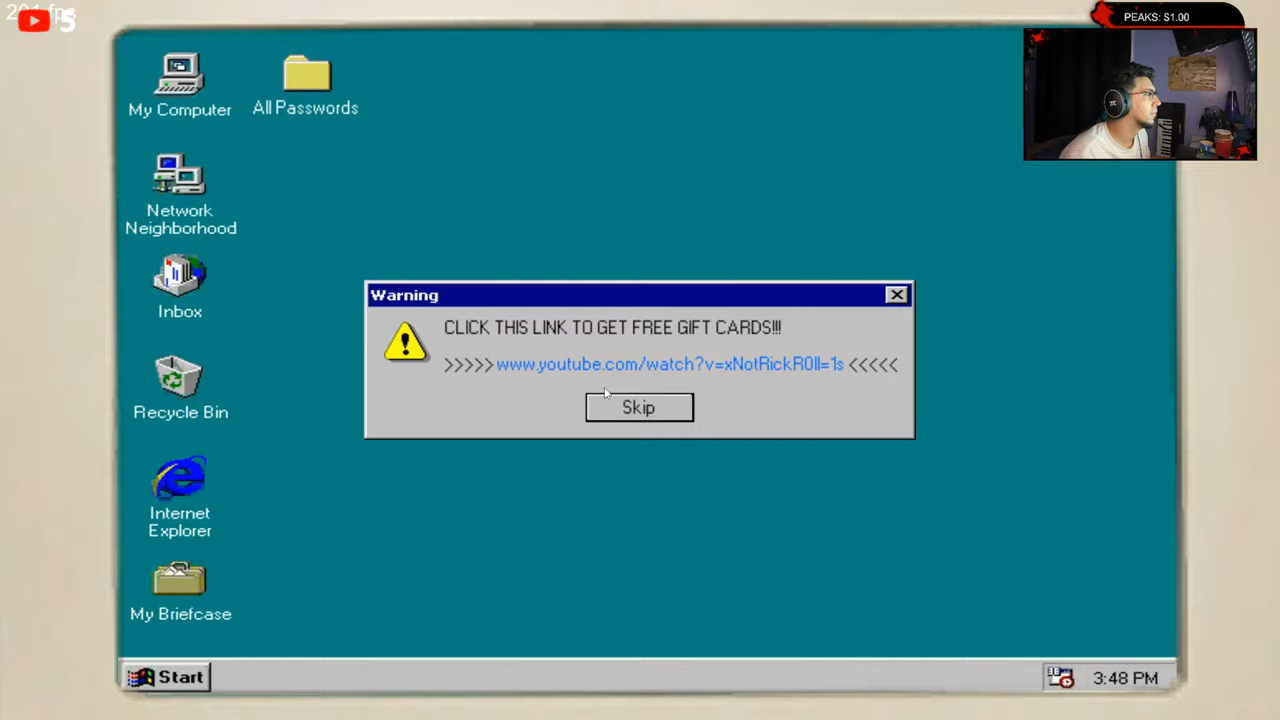 5
PEAKS: $1.00
My Computer
All Passwords
Network
Neighborhood
Inbox
Recycle Bin
Internet
Explorer
My Briefcase
Warning
CLICK THIS LINK TO GET FREE GIFT CARDS!!!
>>>>> www.youtube.com/watch?v=xNotRickR0ll=1s <<<<<
Skip
Start
3:48 PM